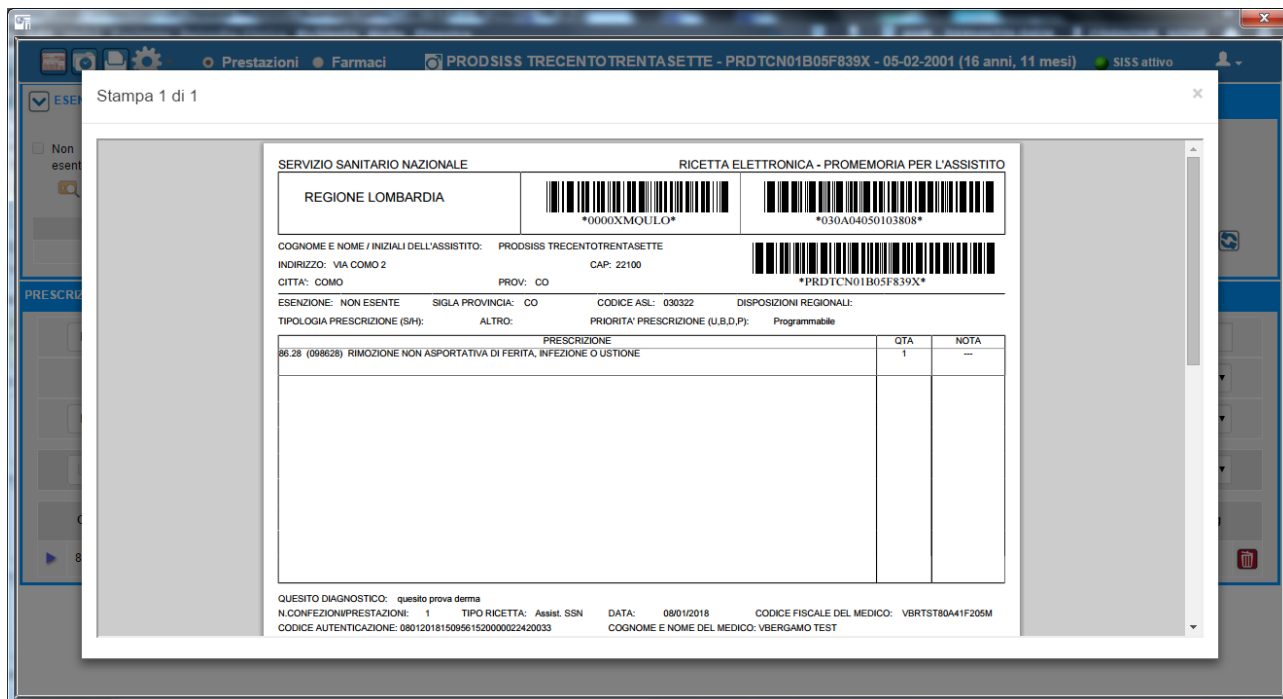 Prestazioni Farmaci PRODSISS TRECENTOTRENTASETTE - PRDTCN01B05F839X - 05-02-2001 (16 anni, 11 mesi) SISS attivo
ESEN
Stampa 1 di 1
×
Non
esent
PRESCRIZ
8
SERVIZIO SANITARIO NAZIONALE RICETTA ELETTRONICA - PROMEMORIA PER L'ASSISTITO
REGIONE LOMBARDIA
*0000XMQULO* *030A04050103808*
COGNOME E NOME / INIZIALI DELL'ASSISTITO: PRODSISS TRECENTOTRENTASETTE
INDIRIZZO: VIA COMO 2 CAP: 22100
CITTA': COMO PROV: CO *PRDTCN01B05F839X*
ESENZIONE: NON ESENTE SIGLA PROVINCIA: CO CODICE ASL: 030322 DISPOSIZIONI REGIONALI:
TIPOLOGIA PRESCRIZIONE (S/H): ALTRO: PRIORITA' PRESCRIZIONE (U,B,D,P): Programmabile
PRESCRIZIONE QTA NOTA
86.28 (098628) RIMOZIONE NON ASPORTATIVA DI FERITA, INFEZIONE O USTIONE 1 ---
QUESITO DIAGNOSTICO: quesito prova derma
N.CONFEZIONI/PRESTAZIONI: 1 TIPO RICETTA: Assist. SSN DATA: 08/01/2018 CODICE FISCALE DEL MEDICO: VBRTST80A41F205M
CODICE AUTENTICAZIONE: 080120181509561520000022420033 COGNOME E NOME DEL MEDICO: VBERGAMO TEST